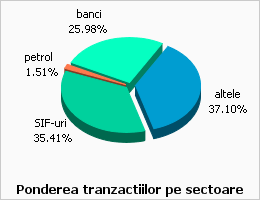 banci
25.98%
petrol
1.51%
altele
37.10%
SIF-uri
35.41%
Ponderea tranzactiilor pe sectoare